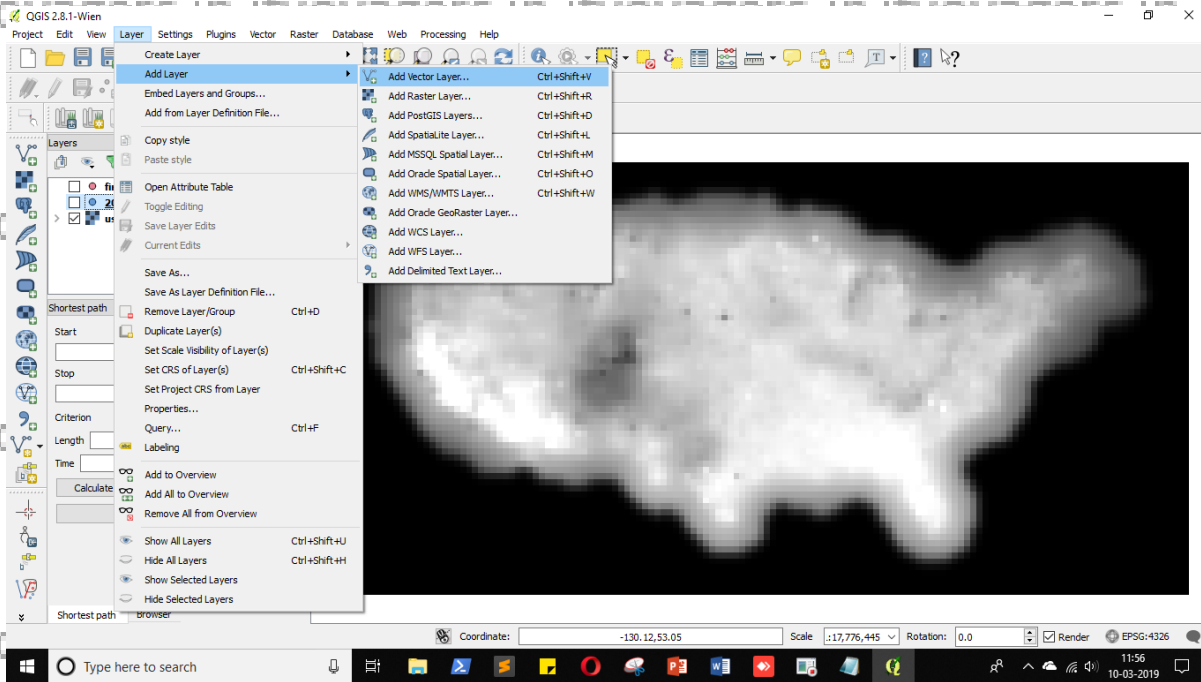 QGIS 2.8.1-Wien
Project Edit View Layer Settings Plugins Vector Raster Database Web Processing Help
Create Layer
Add Layer
Embed Layers and Groups...
Add from Layer Definition File...
Copy style
Paste style
Open Attribute Table
Toggle Editing
Save Layer Edits
Current Edits
Save As...
Save As Layer Definition File...
Remove Layer/Group Ctrl+D
Duplicate Layer(s)
Set Scale Visibility of Layer(s)
Set CRS of Layer(s) Ctrl+Shift+C
Set Project CRS from Layer
Properties...
Query... Ctrl+F
Labeling
Add to Overview
Add All to Overview
Remove All from Overview
Show All Layers Ctrl+Shift+U
Hide All Layers Ctrl+Shift+H
Show Selected Layers
Hide Selected Layers
Add Vector Layer... Ctrl+Shift+V
Add Raster Layer... Ctrl+Shift+R
Add PostGIS Layers... Ctrl+Shift+D
Add SpatiaLite Layer... Ctrl+Shift+L
Add MSSQL Spatial Layer... Ctrl+Shift+M
Add Oracle Spatial Layer... Ctrl+Shift+O
Add WMS/WMTS Layer... Ctrl+Shift+W
Add Oracle GeoRaster Layer...
Add WCS Layer...
Add WFS Layer...
Add Delimited Text Layer...
Layers
Shortest path
Start
Stop
Criterion
Length
Time
Calculate
Shortest path Browser
Coordinate: -130.12,53.05 Scale .:17,776,445 Rotation: 0.0 Render EPSG:4326
Type here to search
11:56
10-03-2019